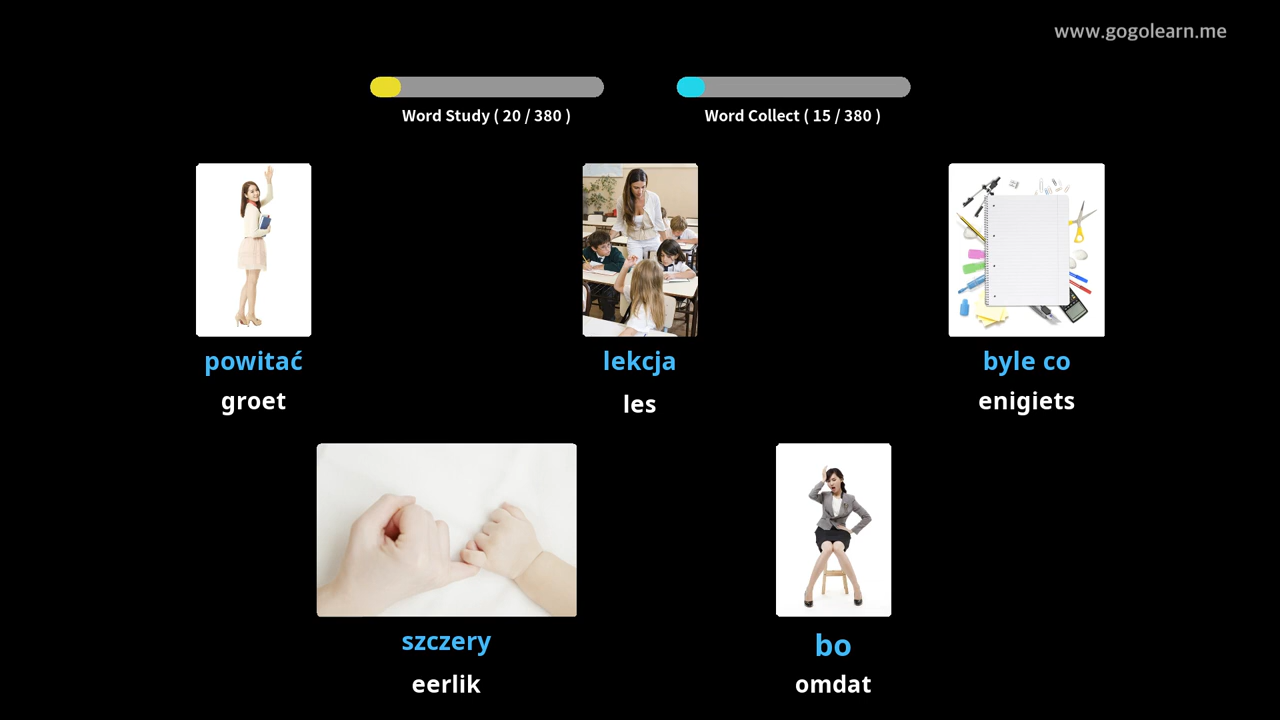 www.gogolearn.me
Word Study ( 20 / 380 )
Word Collect ( 15 / 380 )
powitać
groet
lekcja
les
byle co
enigiets
szczery
eerlik
bo
omdat